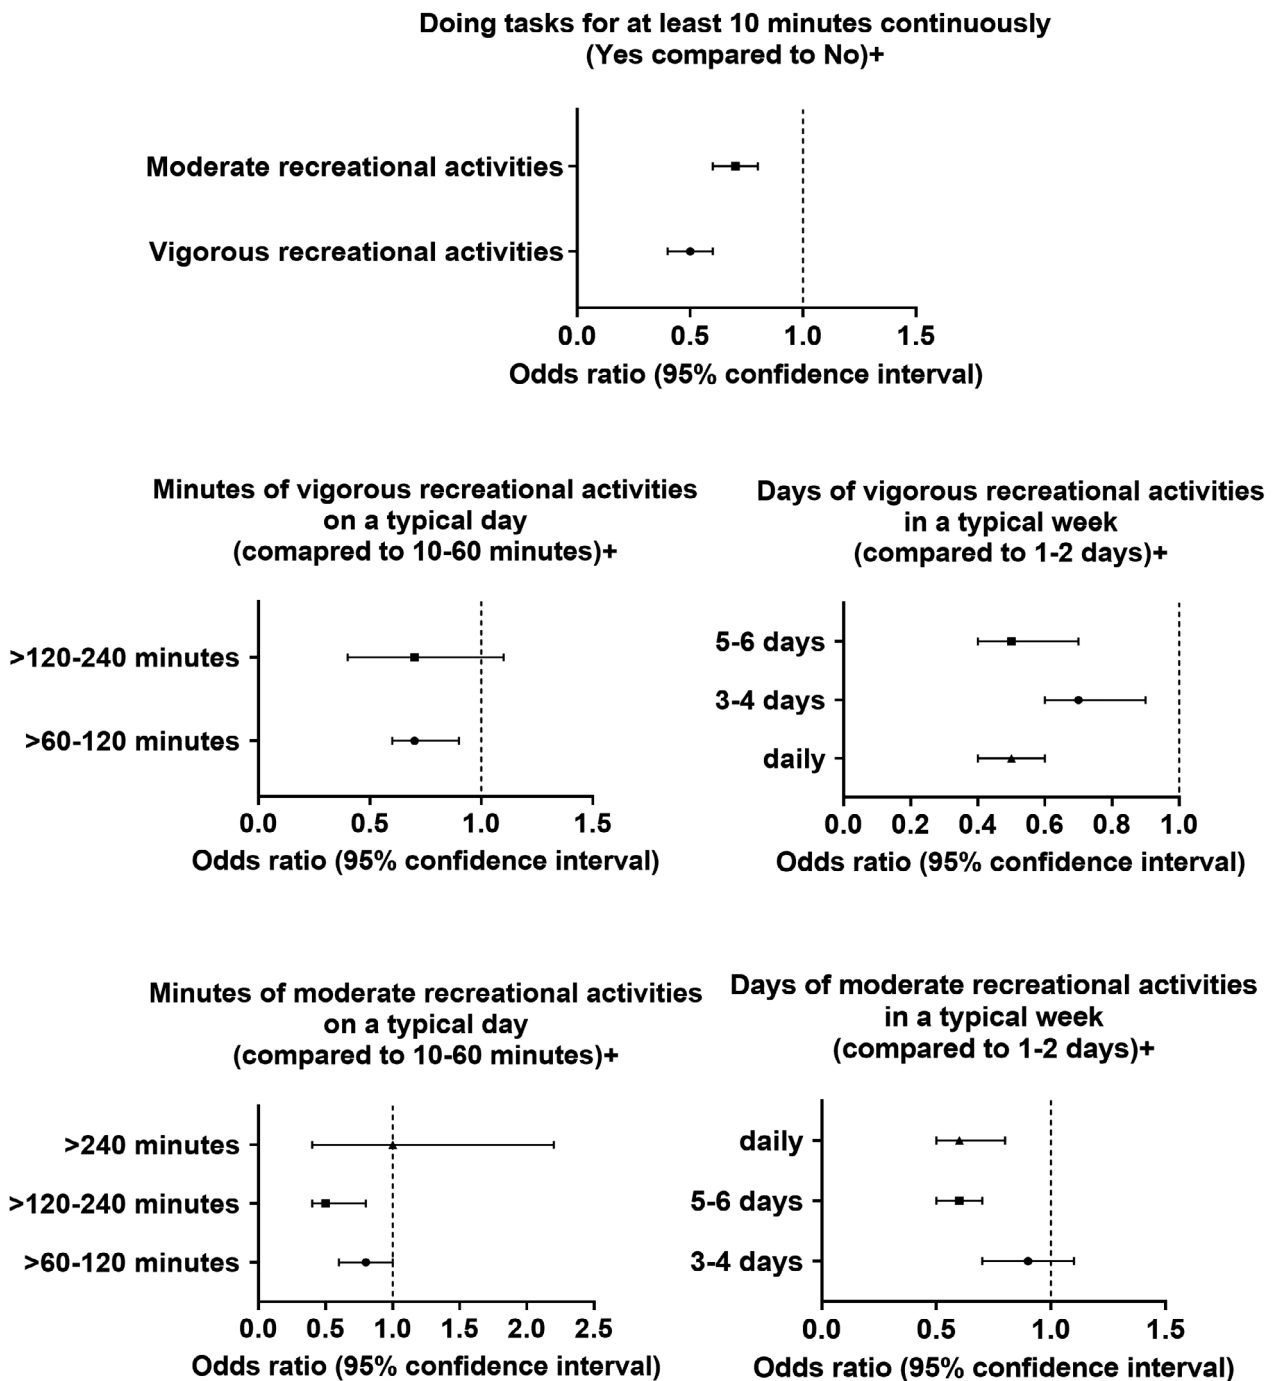 Doing tasks for at least 10 minutes continuously
(Yes compared to No)+
Moderate recreational activities
Vigorous recreational activities
0.0 0.5 1.0 1.5
Odds ratio (95% confidence interval)
Minutes of vigorous recreational activities
on a typical day
(comapred to 10-60 minutes)+
>120-240 minutes
>60-120 minutes
0.0 0.5 1.0 1.5
Odds ratio (95% confidence interval)
Days of vigorous recreational activities
in a typical week
(compared to 1-2 days)+
5-6 days
3-4 days
daily
0.0 0.2 0.4 0.6 0.8 1.0
Odds ratio (95% confidence interval)
Minutes of moderate recreational activities
on a typical day
(compared to 10-60 minutes)+
>240 minutes
>120-240 minutes
>60-120 minutes
0.0 0.5 1.0 1.5 2.0 2.5
Odds ratio (95% confidence interval)
Days of moderate recreational activities
in a typical week
(compared to 1-2 days)+
daily
5-6 days
3-4 days
0.0 0.5 1.0 1.5
Odds ratio (95% confidence interval)